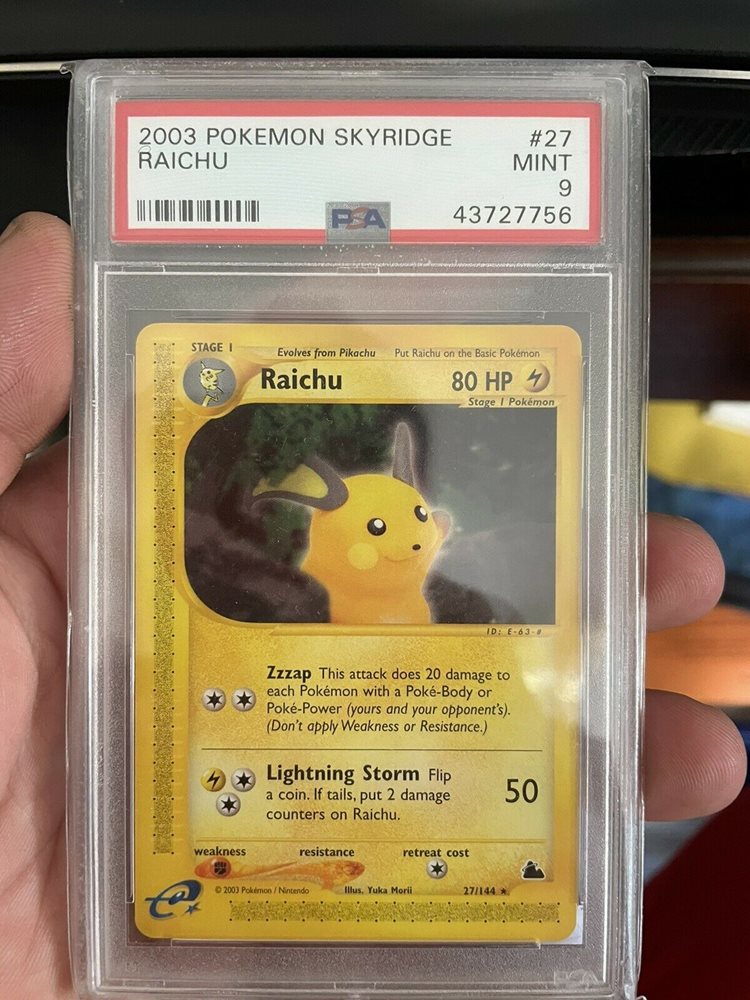 2003 POKEMON SKYRIDGE #27
RAICHU MINT
9
PSA 43727756
STAGE 1 Evolves from Pikachu Put Raichu on the Basic Pokémon
Raichu 80 HP
Stage 1 Pokémon
ID: E-63-#
Zzzap This attack does 20 damage to
each Pokémon with a Poké-Body or
Poké-Power (yours and your opponent's).
(Don't apply Weakness or Resistance.)
Lightning Storm Flip
a coin. If tails, put 2 damage
counters on Raichu.
50
weakness resistance retreat cost
© 2003 Pokémon / Nintendo Illus. Yuka Morii 27/144 ★
e
PSA